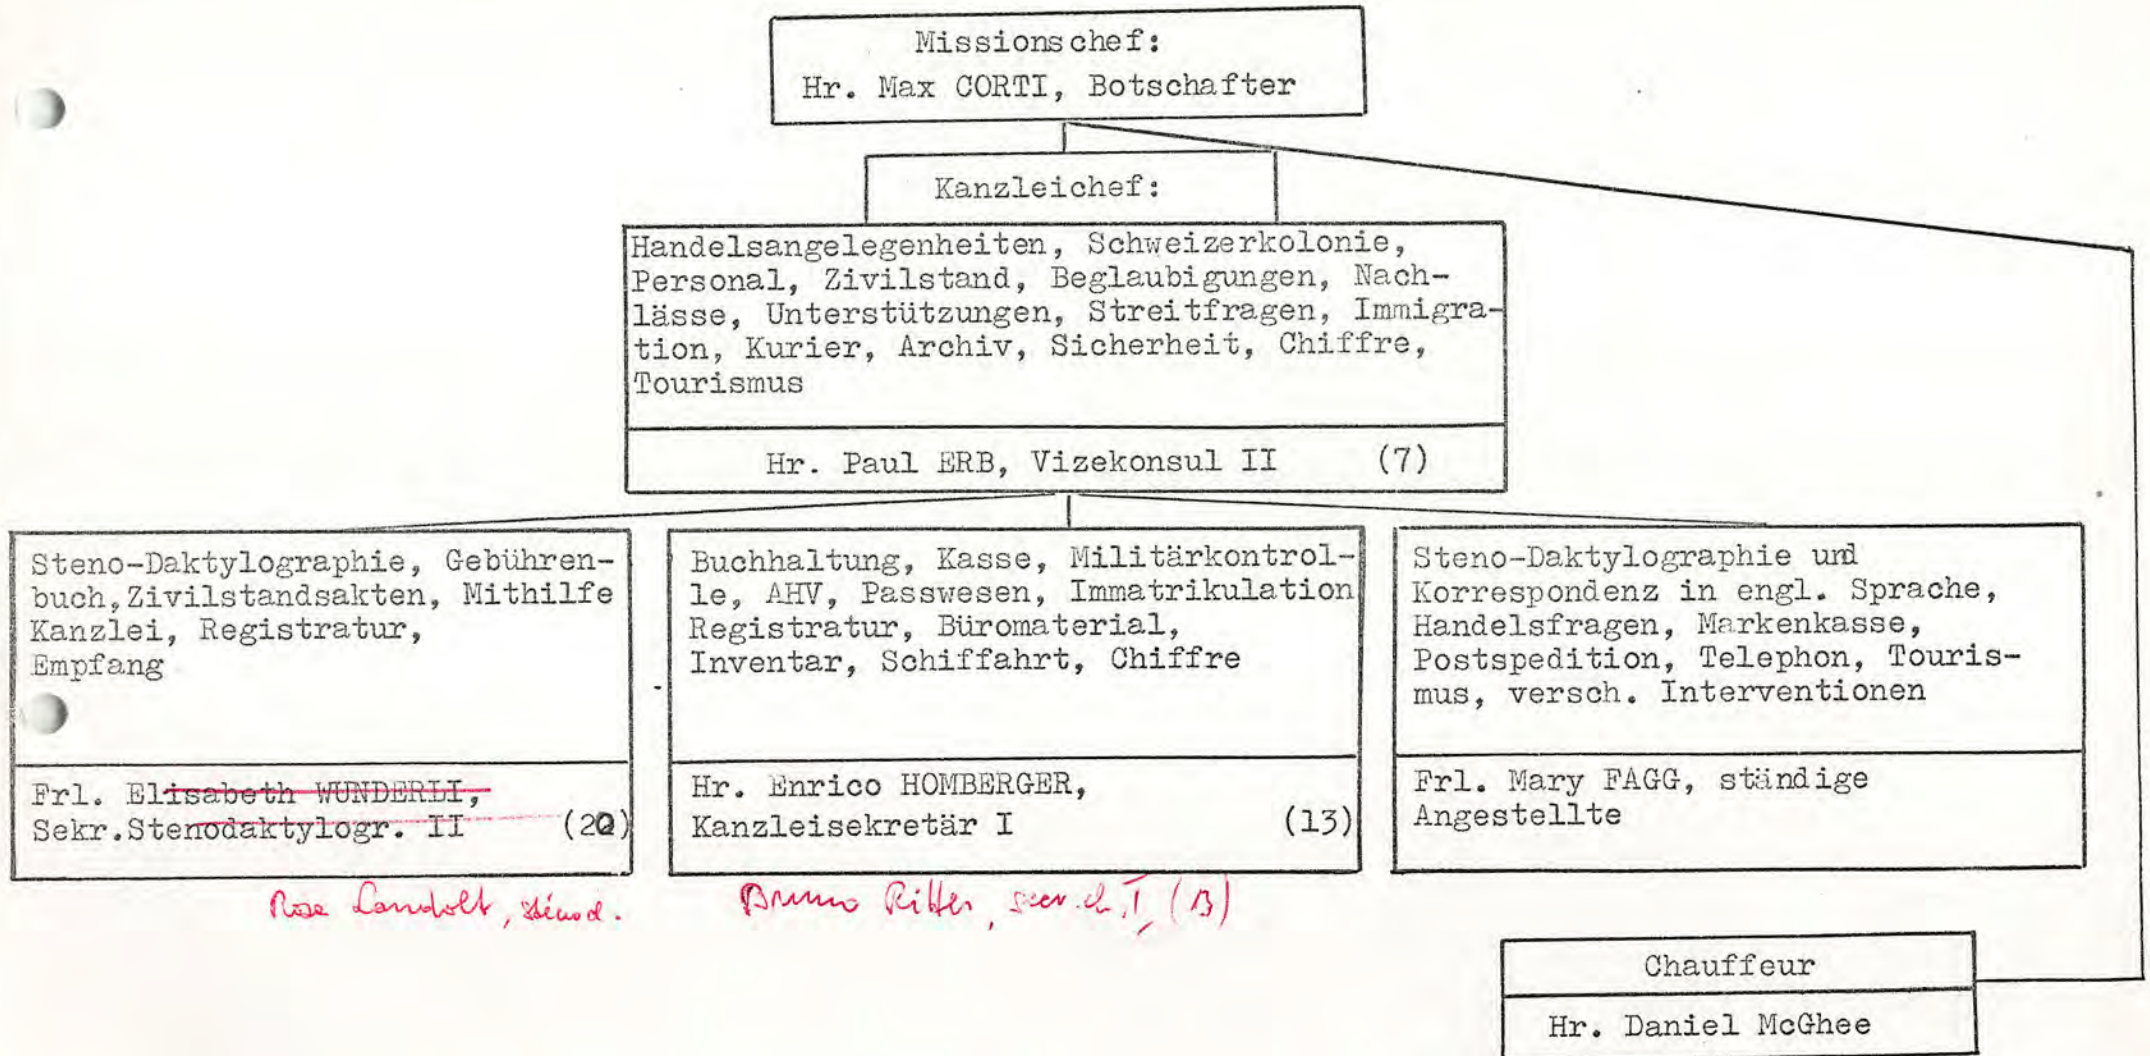 Missionschef:
Hr. Max CORTI, Botschafter
Kanzleichef:
Handelsangelegenheiten, Schweizerkolonie,
Personal, Zivilstand, Beglaubigungen, Nach-
lässe, Unterstützungen, Streitfragen, Immigra-
tion, Kurier, Archiv, Sicherheit, Chiffre,
Tourismus
Hr. Paul ERB, Vizekonsul II (7)
Steno-Daktylographie, Gebühren-
buch, Zivilstandsakten, Mithilfe
Kanzlei, Registratur,
Empfang
Frl. Elisabeth WUNDERLI,
Sekr.Stenodaktylogr. II (20)
Rose Landolt, sténod.
Buchhaltung, Kasse, Militärkontrol-
le, AHV, Passwesen, Immatrikulation
Registratur, Büromaterial,
Inventar, Schiffahrt, Chiffre
Hr. Enrico HOMBERGER,
Kanzleisekretär I (13)
Bruno Ritter, secr. ch. I, (13)
Steno-Daktylographie und
Korrespondenz in engl. Sprache,
Handelsfragen, Markenkasse,
Postspedition, Telephon, Touris-
mus, versch. Interventionen
Frl. Mary FAGG, ständige
Angestellte
Chauffeur
Hr. Daniel McGhee